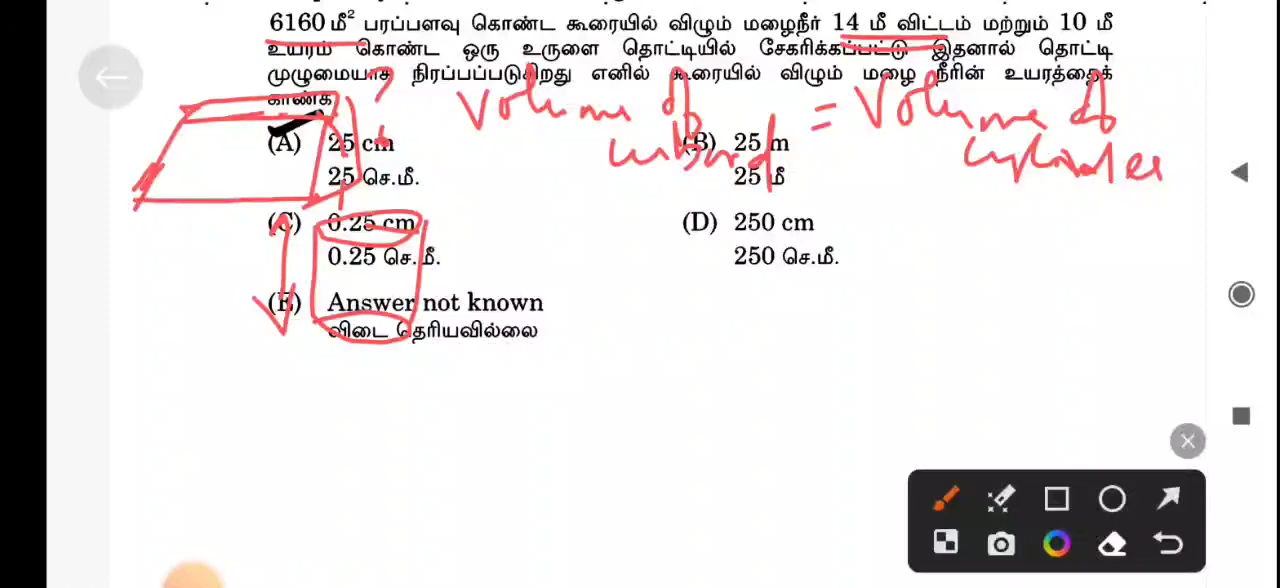 6160 மீ² பரப்பளவு கொண்ட கூரையில் விழும் மழைநீர் 14 மீ விட்டம் மற்றும் 10 மீ
உயரம் கொண்ட ஒரு உருளை தொட்டியில் சேகரிக்கப்பட்டு இதனால் தொட்டி
முழுமையாக நிரப்பப்படுகிறது எனில் கூரையில் விழும் மழை நீரின் உயரத்தைக்
காண்க
?
Volume of = Volume of
(A) 25 cm (B) 25 m
25 செ.மீ. 25 மீ
(C) 0.25 cm (D) 250 cm
0.25 செ.மீ. 250 செ.மீ.
(E) Answer not known
விடை தெரியவில்லை